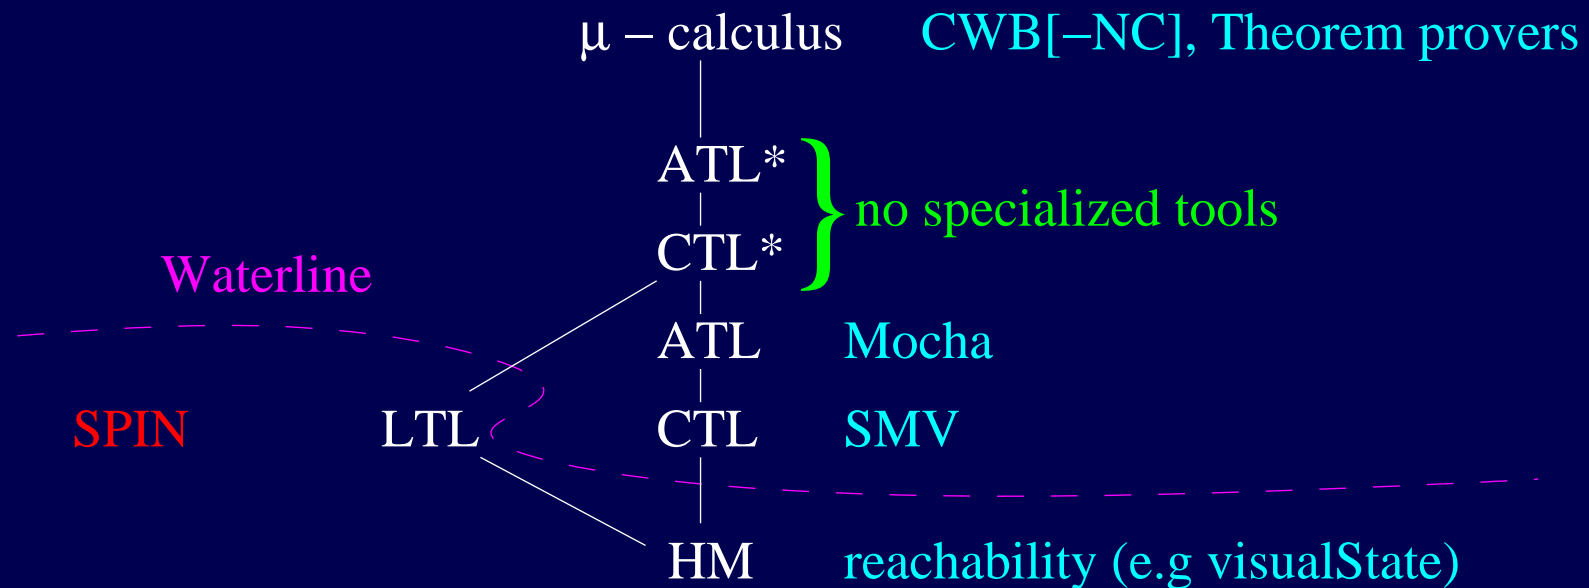 μ – calculus CWB[–NC], Theorem provers
ATL*
no specialized tools
CTL*
Waterline
ATL Mocha
SPIN LTL CTL SMV
HM reachability (e.g visualState)